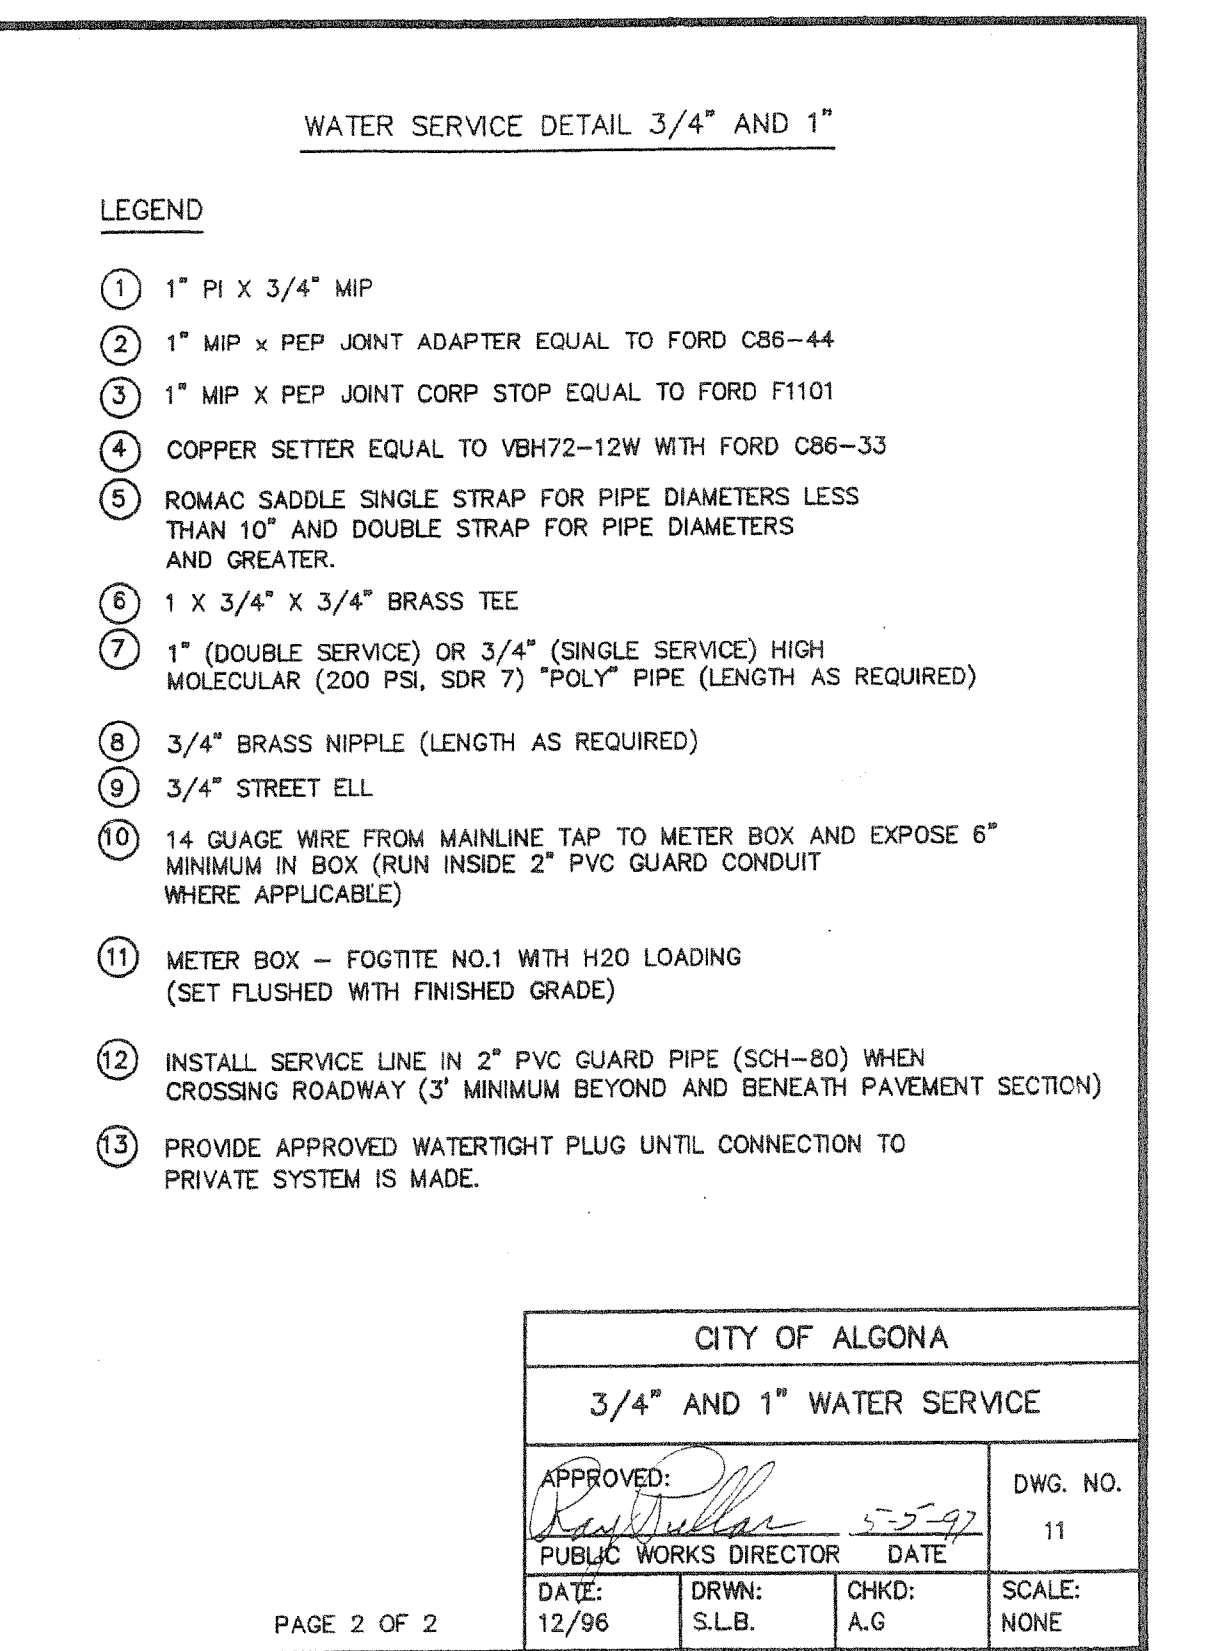 WATER SERVICE DETAIL 3/4" AND 1"
LEGEND
1 1" PI X 3/4" MIP
2 1" MIP x PEP JOINT ADAPTER EQUAL TO FORD C86-44
3 1" MIP X PEP JOINT CORP STOP EQUAL TO FORD F1101
4 COPPER SETTER EQUAL TO VBH72-12W WITH FORD C86-33
5 ROMAC SADDLE SINGLE STRAP FOR PIPE DIAMETERS LESS
THAN 10" AND DOUBLE STRAP FOR PIPE DIAMETERS
AND GREATER.
6 1 X 3/4" X 3/4" BRASS TEE
7 1" (DOUBLE SERVICE) OR 3/4" (SINGLE SERVICE) HIGH
MOLECULAR (200 PSI, SDR 7) "POLY" PIPE (LENGTH AS REQUIRED)
8 3/4" BRASS NIPPLE (LENGTH AS REQUIRED)
9 3/4" STREET ELL
10 14 GUAGE WIRE FROM MAINLINE TAP TO METER BOX AND EXPOSE 6"
MINIMUM IN BOX (RUN INSIDE 2" PVC GUARD CONDUIT
WHERE APPLICABLE)
11 METER BOX – FOGTITE NO.1 WITH H20 LOADING
(SET FLUSHED WITH FINISHED GRADE)
12 INSTALL SERVICE LINE IN 2" PVC GUARD PIPE (SCH-80) WHEN
CROSSING ROADWAY (3' MINIMUM BEYOND AND BENEATH PAVEMENT SECTION)
13 PROVIDE APPROVED WATERTIGHT PLUG UNTIL CONNECTION TO
PRIVATE SYSTEM IS MADE.
CITY OF ALGONA
3/4" AND 1" WATER SERVICE
APPROVED:
5-5-97
PUBLIC WORKS DIRECTOR DATE
DWG. NO.
11
DATE:
12/96
DRWN:
S.L.B.
CHKD:
A.G
SCALE:
NONE
PAGE 2 OF 2